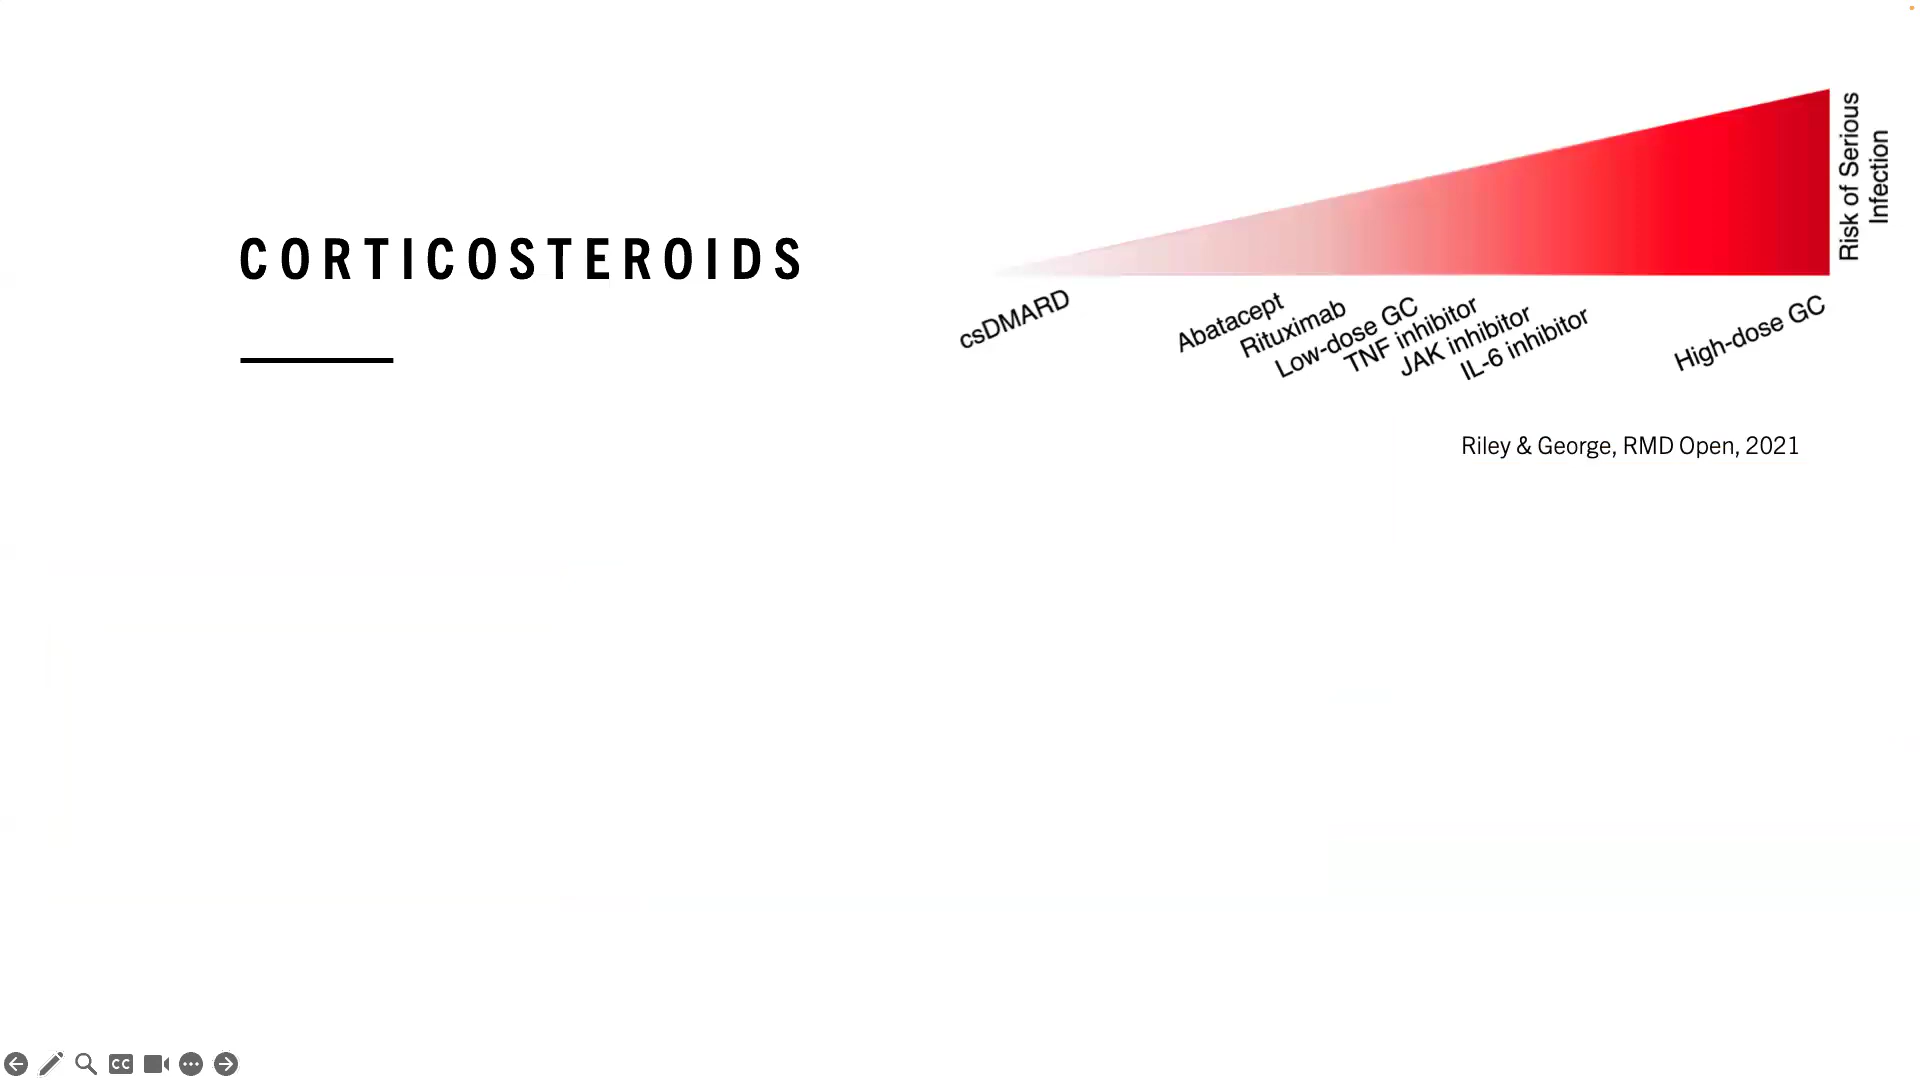 CORTICOSTEROIDS
Risk of Serious
Infection
csDMARD
Abatacept
Rituximab
Low-dose GC
TNF inhibitor
JAK inhibitor
IL-6 inhibitor
High-dose GC
Riley & George, RMD Open, 2021
CC